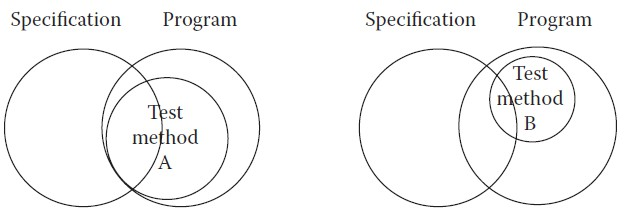 Specification Program
Test
method
A
Specification Program
Test
method
B